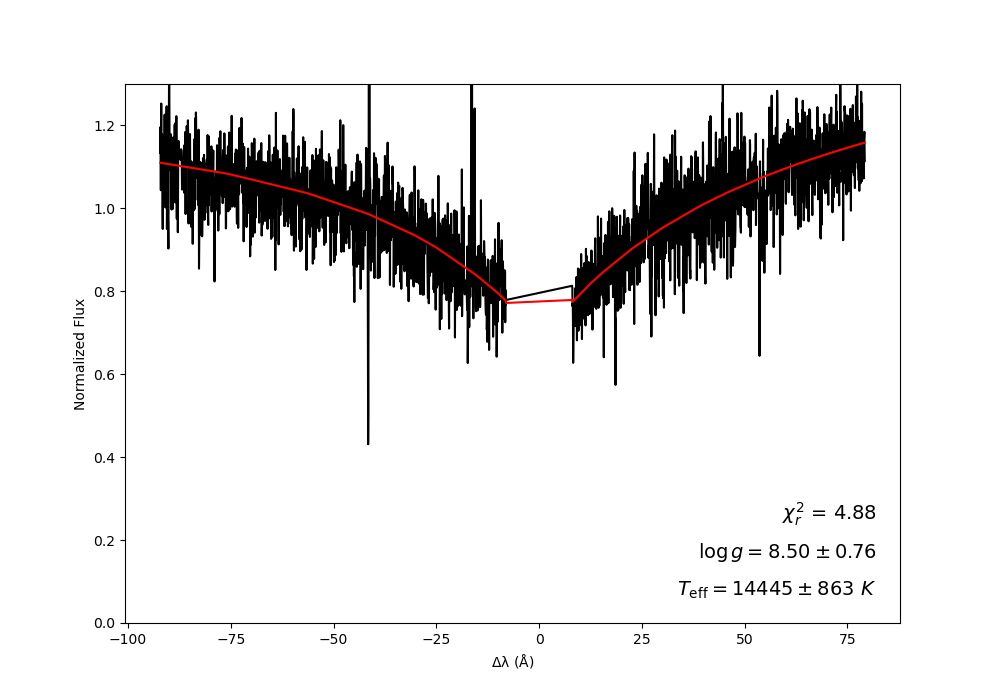 1.2
1.0
0.8
0.6
0.4
0.2
0.0
Normalized Flux
χ²ᵣ = 4.88
log g = 8.50 ± 0.76
T_eff = 14445 ± 863 K
−100 −75 −50 −25 0 25 50 75
Δλ (Å)